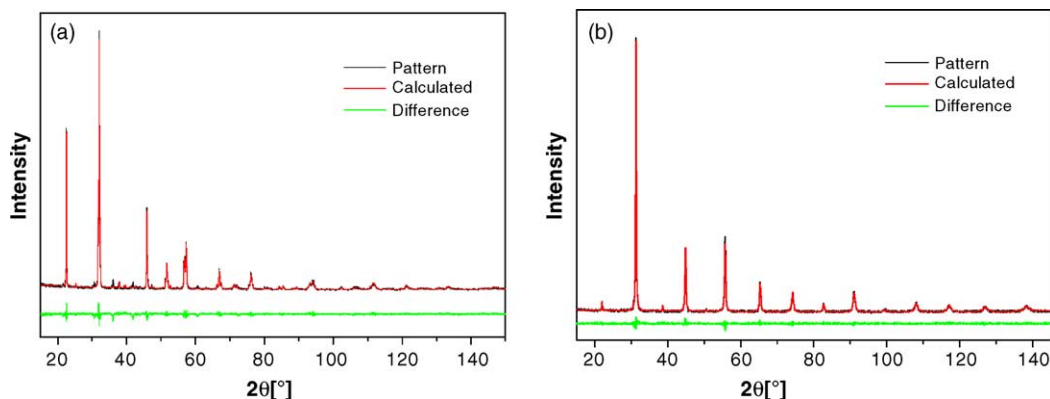 (a)
Pattern
Calculated
Difference
Intensity
20 40 60 80 100 120 140
2θ[°]
(b)
Pattern
Calculated
Difference
Intensity
20 40 60 80 100 120 140
2θ[°]